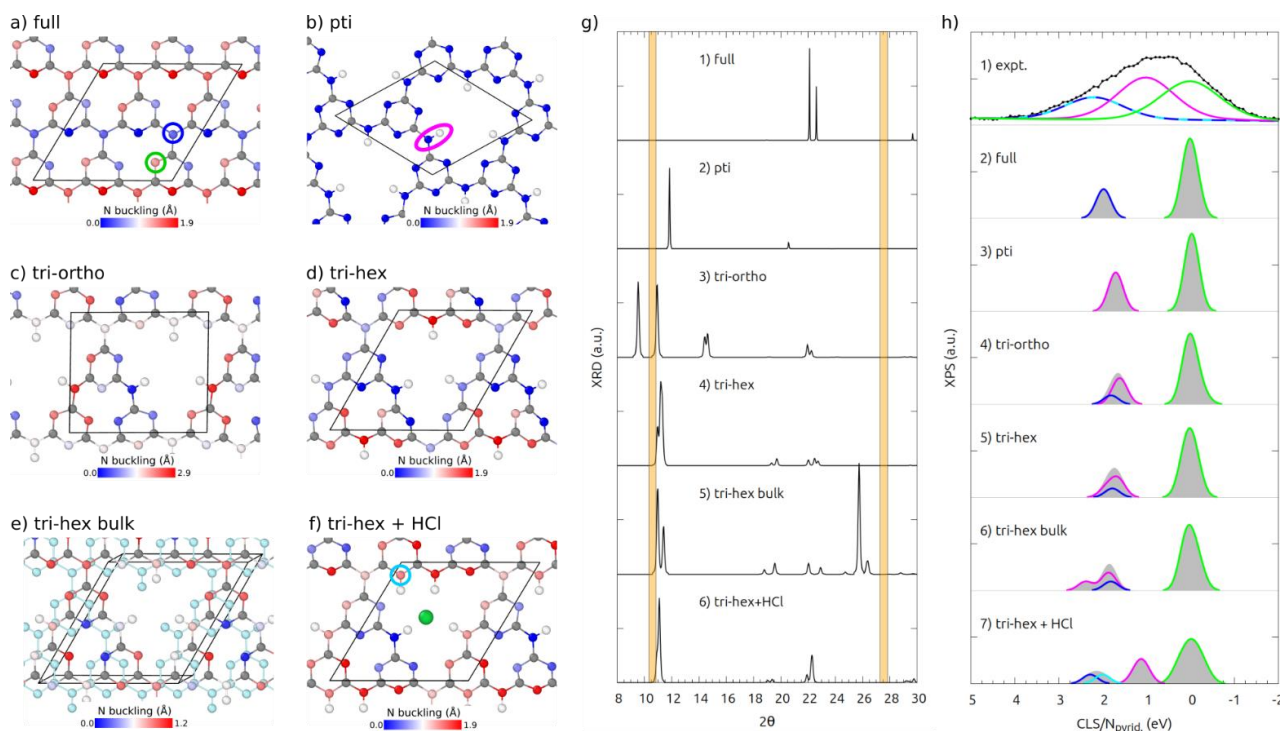 a) full
N buckling (Å)
0.0 1.9
b) pti
N buckling (Å)
0.0 1.9
c) tri-ortho
N buckling (Å)
0.0 2.9
d) tri-hex
N buckling (Å)
0.0 1.9
e) tri-hex bulk
N buckling (Å)
0.0 1.2
f) tri-hex + HCl
N buckling (Å)
0.0 1.9
g)
XRD (a.u.)
1) full
2) pti
3) tri-ortho
4) tri-hex
5) tri-hex bulk
6) tri-hex+HCl
8 10 12 14 16 18 20 22 24 26 28 30
2θ
h)
XPS (a.u.)
1) expt.
2) full
3) pti
4) tri-ortho
5) tri-hex
6) tri-hex bulk
7) tri-hex + HCl
5 4 3 2 1 0 -1 -2
CLS/Npyrid. (eV)